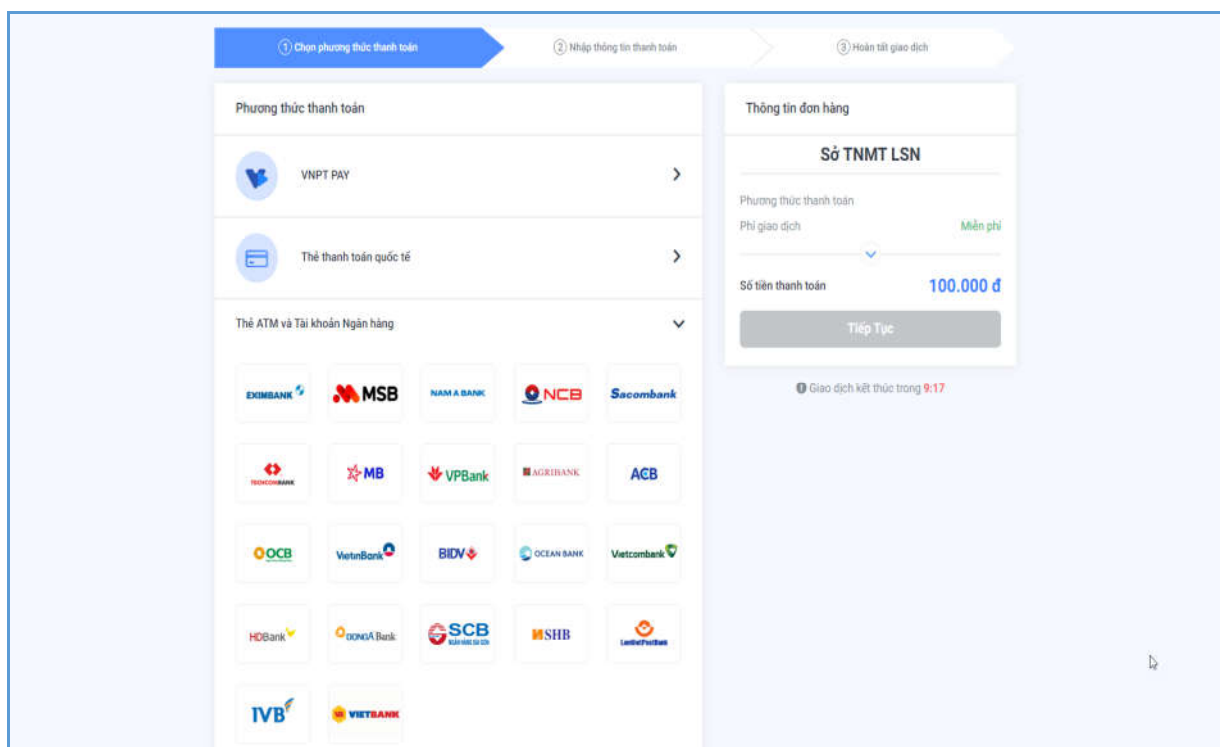 1 Chọn phương thức thanh toán
2 Nhập thông tin thanh toán
3 Hoàn tất giao dịch
Phương thức thanh toán
VNPT PAY
Thẻ thanh toán quốc tế
Thẻ ATM và Tài khoản Ngân hàng
EXIMBANK MSB NAM A BANK NCB Sacombank
TECHCOMBANK MB VPBank AGRIBANK ACB
OCB VietinBank BIDV OCEAN BANK Vietcombank
HDBank DONGA Bank SCB SHB LienVietPostBank
NGÂN HÀNG SÀI GÒN
IVB VIETBANK
Thông tin đơn hàng
Sở TNMT LSN
Phương thức thanh toán
Phí giao dịch Miễn phí
Số tiền thanh toán 100.000 đ
Tiếp Tục
Giao dịch kết thúc trong 9:17